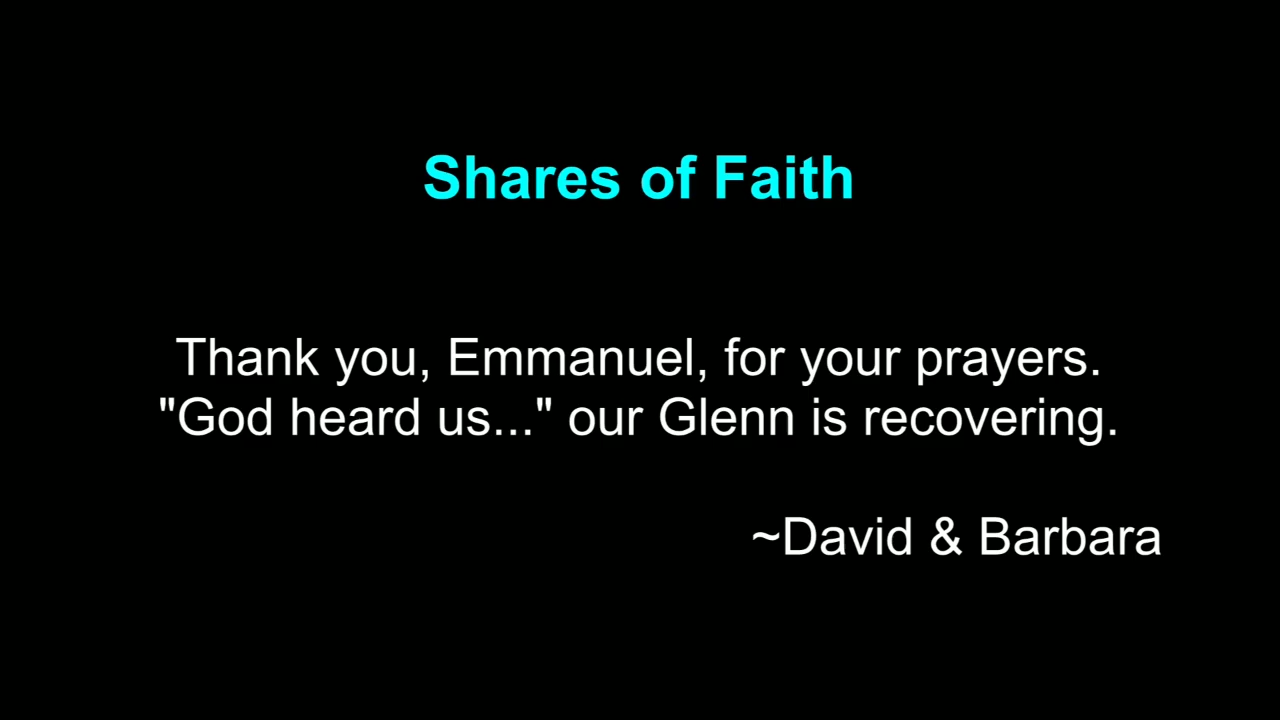 Shares of Faith
Thank you, Emmanuel, for your prayers.
"God heard us..." our Glenn is recovering.
~David & Barbara